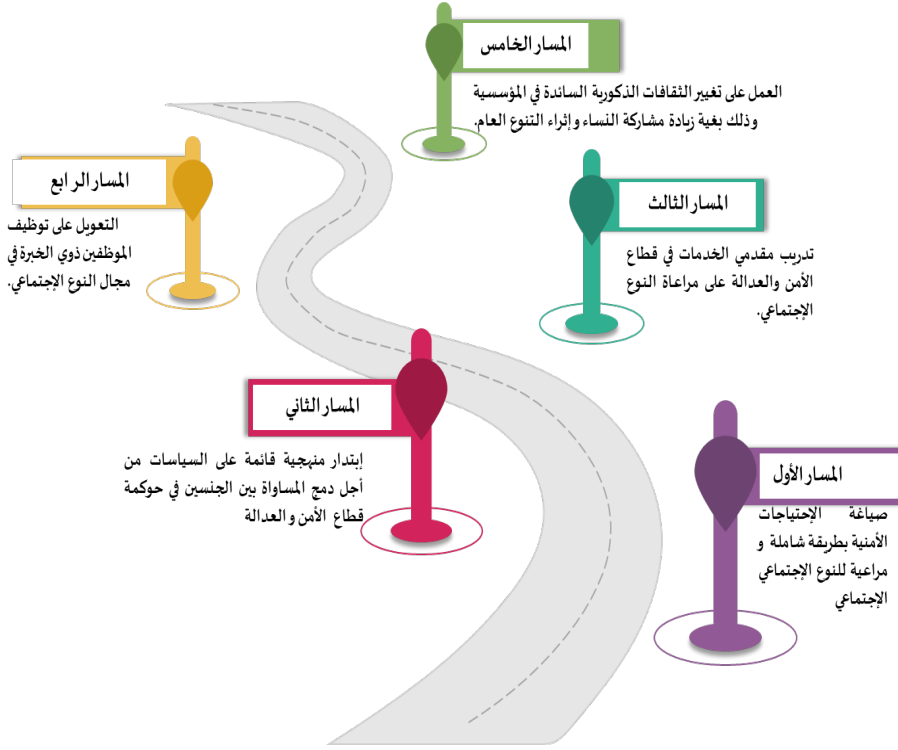 المسار الخامس
العمل على تغيير الثقافات الذكورية السائدة في المؤسسية
وذلك بغية زيادة مشاركة النساء وإثراء التنوع العام.
المسار الرابع
التعويل على توظيف
الموظفين ذوي الخبرة في
مجال النوع الإجتماعي.
المسار الثالث
تدريب مقدمي الخدمات في قطاع
الأمن والعدالة على مراعاة النوع
الإجتماعي.
المسار الثاني
إبتدار منهجية قائمة على السياسات من
أجل دمج المساواة بين الجنسين في حوكمة
قطاع الأمن والعدالة
المسار الأول
صياغة الإحتياجات
الأمنية بطريقة شاملة و
مراعية للنوع الإجتماعي
الإجتماعي